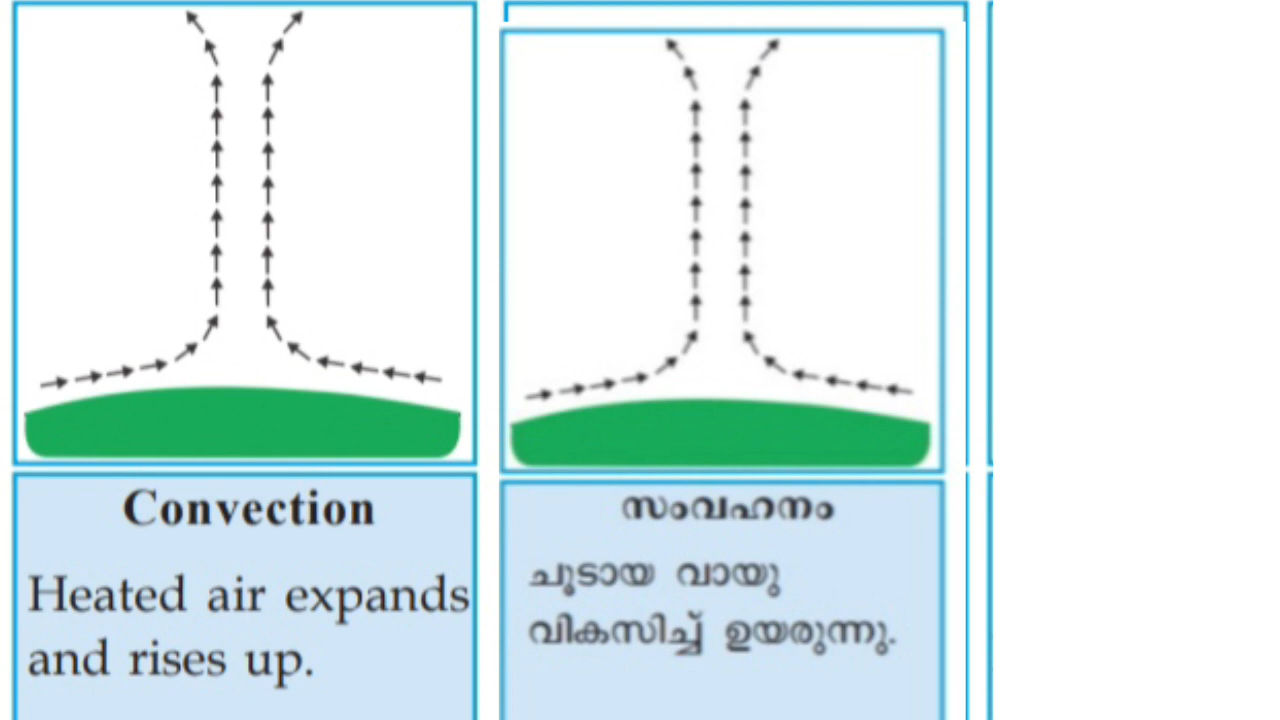 Convection
Heated air expands
and rises up.
സംവഹനം
ചൂടായ വായു
വികസിച്ച് ഉയരുന്നു.